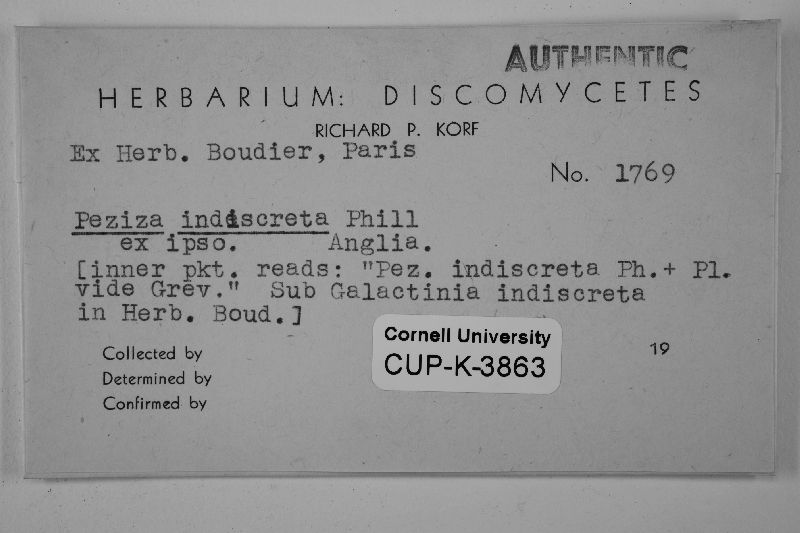 AUTHENTIC
HERBARIUM: DISCOMYCETES
RICHARD P. KORF
Ex Herb. Boudier, Paris
No. 1769
Peziza indiscreta Phill
ex ipso. Anglia.
[inner pkt. reads: "Pez. indiscreta Ph.+ Pl.
vide Grev." Sub Galactinia indiscreta
in Herb. Boud.]
Cornell University
CUP-K-3863
Collected by
19
Determined by
Confirmed by